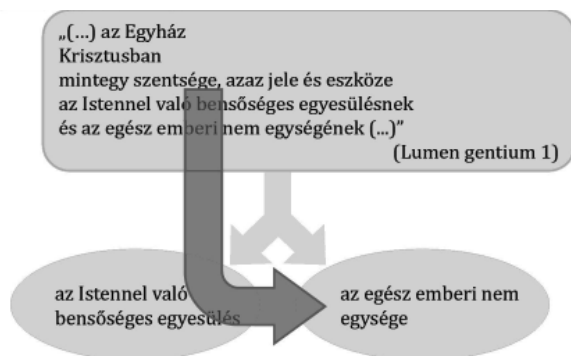 „(...) az Egyház
Krisztusban
mintegy szentsége, azaz jele és eszköze
az Istennel való bensőséges egyesülésnek
és az egész emberi nem egységének (...)”
(Lumen gentium 1)
az Istennel való
bensőséges egyesülés
az egész emberi nem
egysége